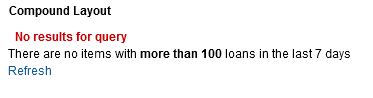 Compound Layout
No results for query
There are no items with more than 100 loans in the last 7 days
Refresh